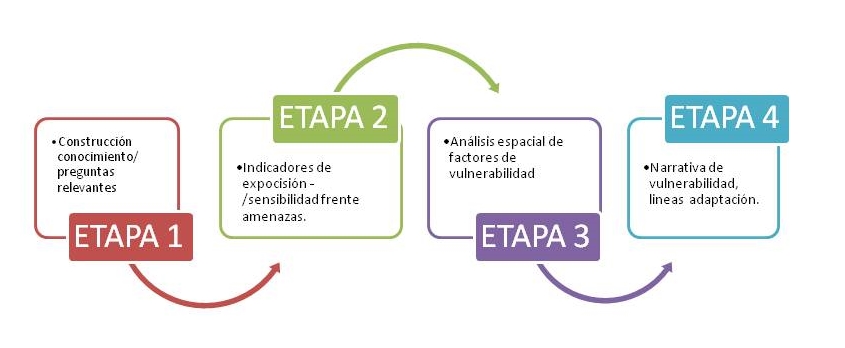 • Construcción
conocimiento/
preguntas
relevantes
ETAPA 1
ETAPA 2
•Indicadores de
expocisión -
/sensibilidad frente
amenazas.
•Análisis espacial de
factores de
vulnerabilidad
ETAPA 3
ETAPA 4
•Narrativa de
vulnerabilidad,
lineas adaptación.